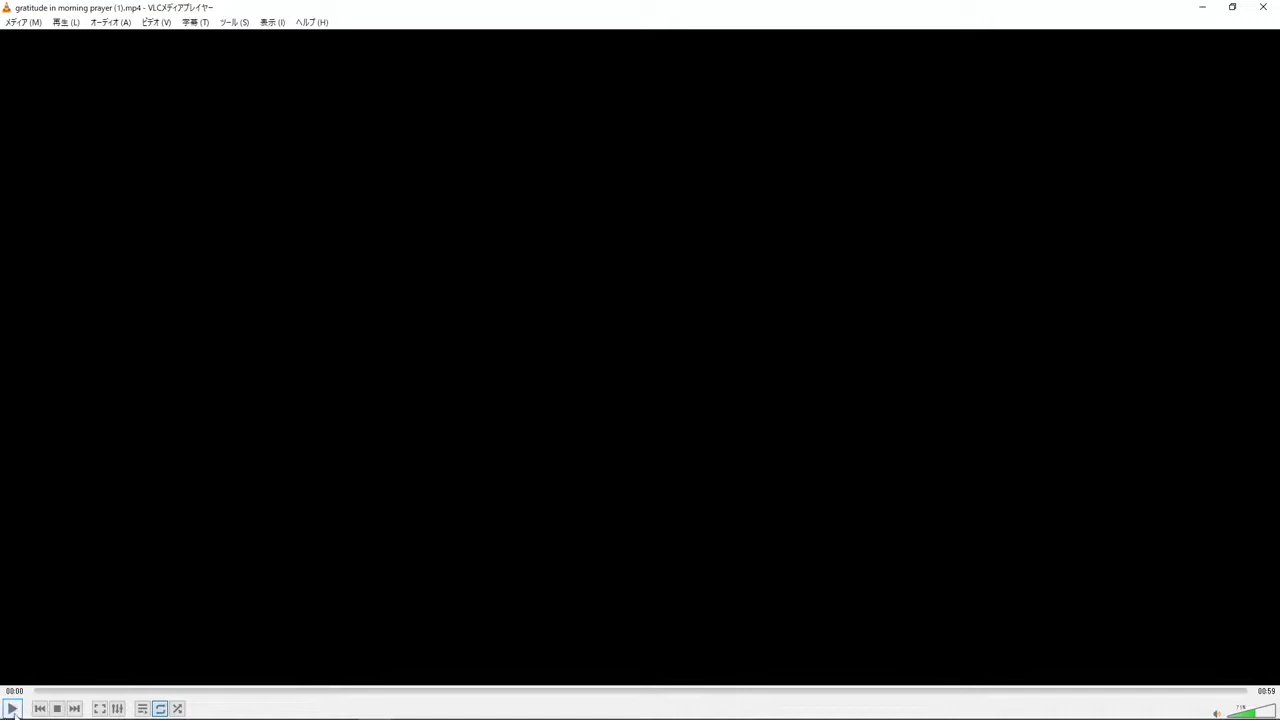 gratitude in morning prayer (1).mp4 - VLCメディアプレイヤー
メディア(M) 再生(L) オーディオ(A) ビデオ(V) 字幕(T) ツール(S) 表示(I) ヘルプ(H)
00:00 00:59
71%